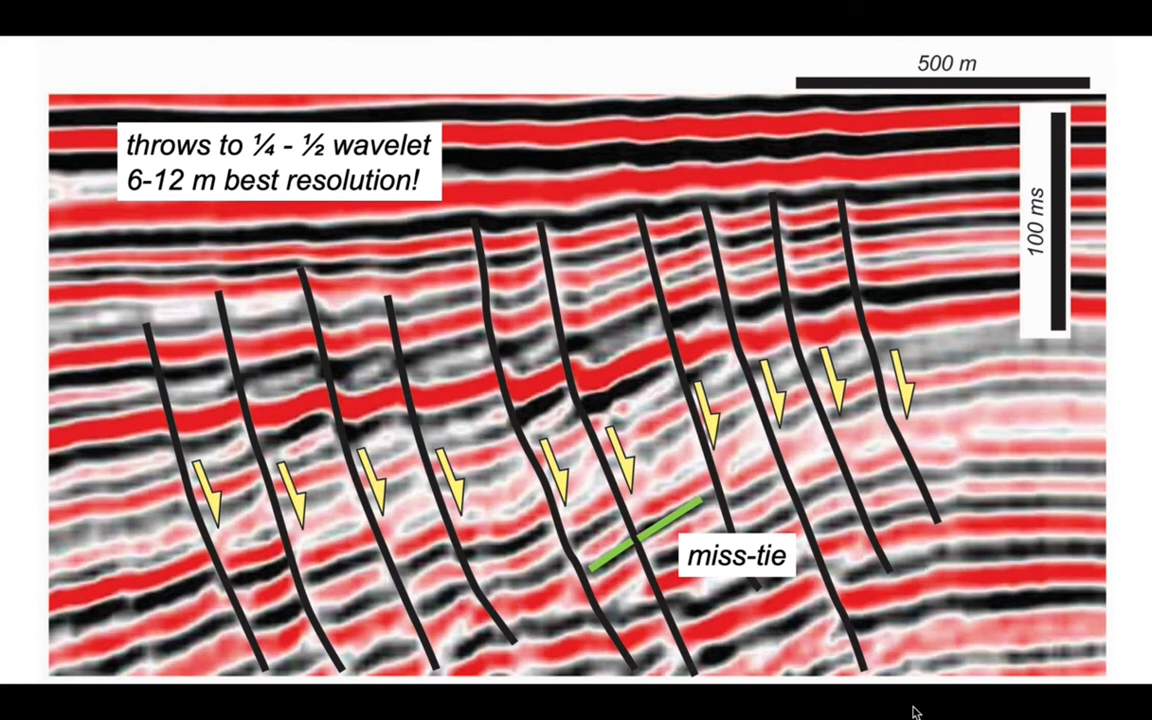 500 m
throws to ¼ - ½ wavelet
6-12 m best resolution!
100 ms
miss-tie